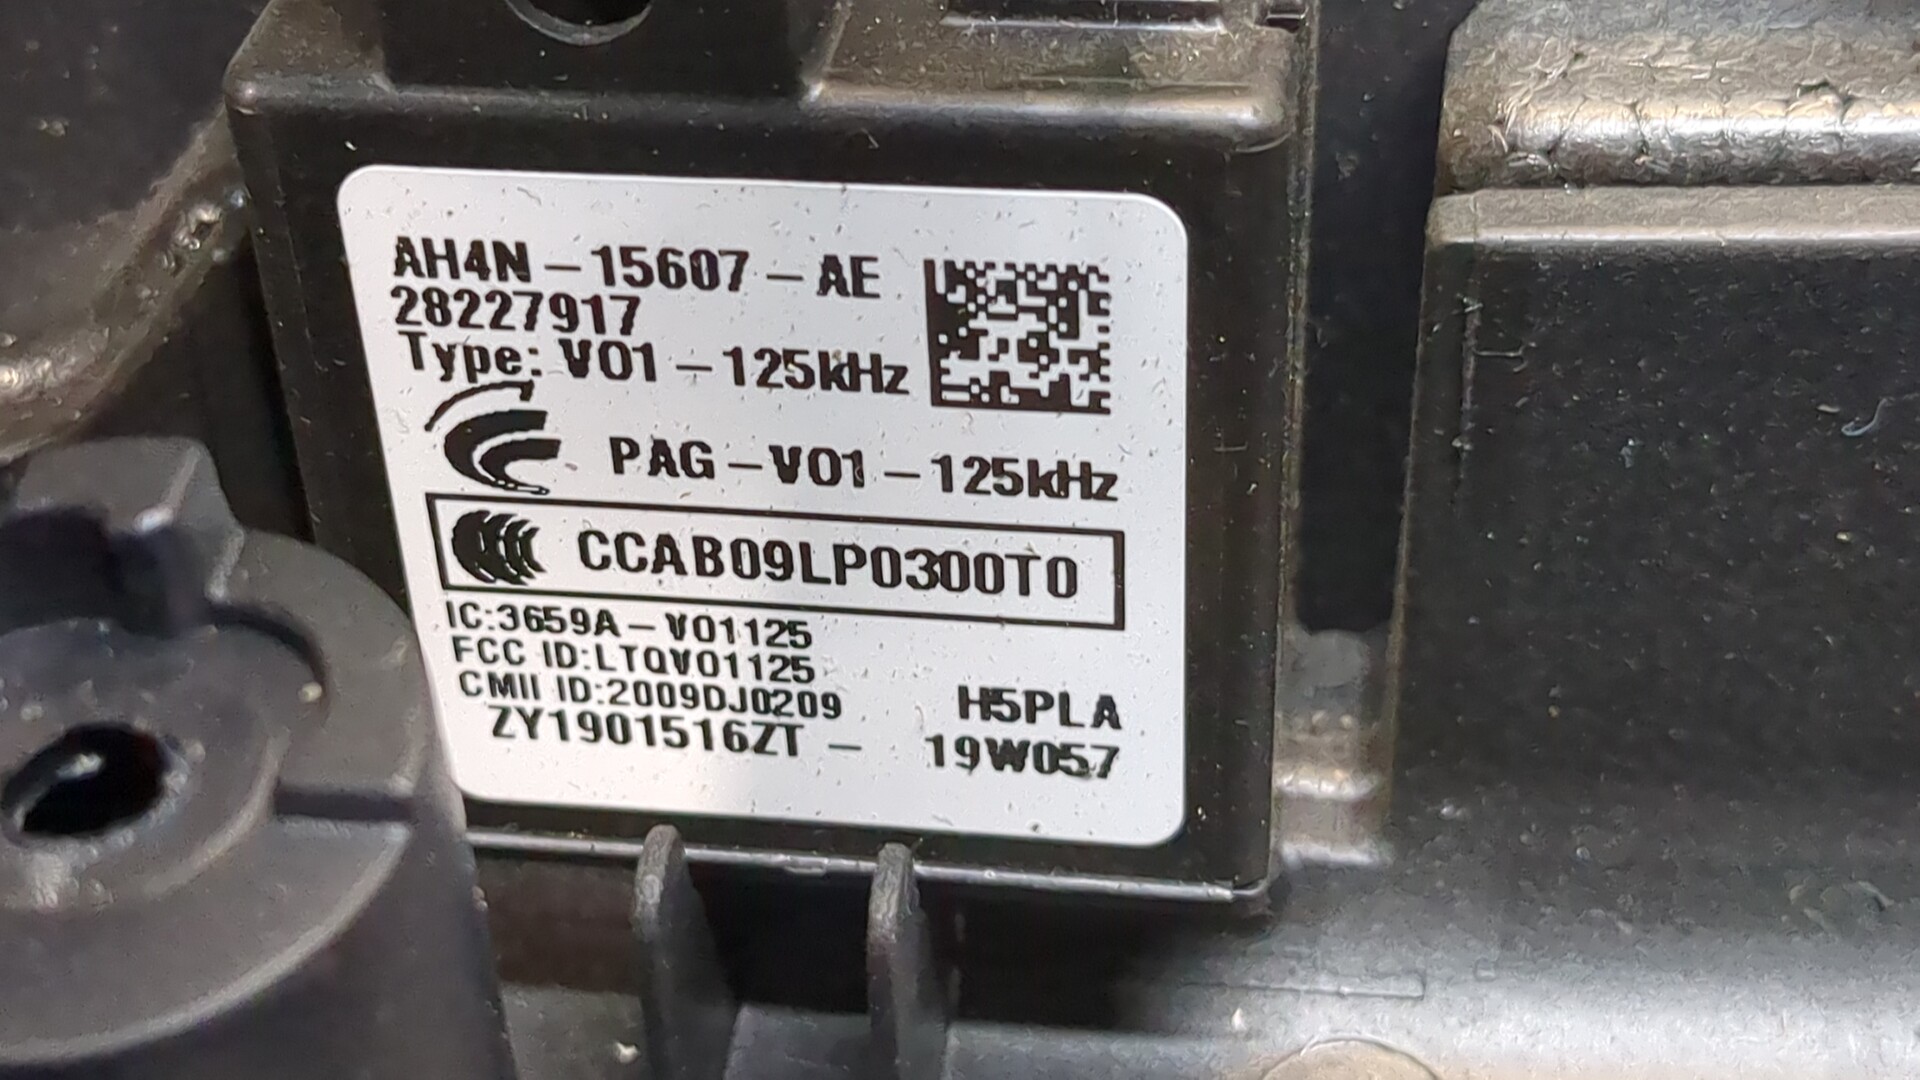 AH4N-15607-AE
28227917
Type: V01-125kHz
PAG-V01-125kHz
CCAB09LP0300T0
IC:3659A-V01125
FCC ID:LTQV01125
CMII ID:2009DJ0209
H5PLA
ZY1901516ZT - 19W057